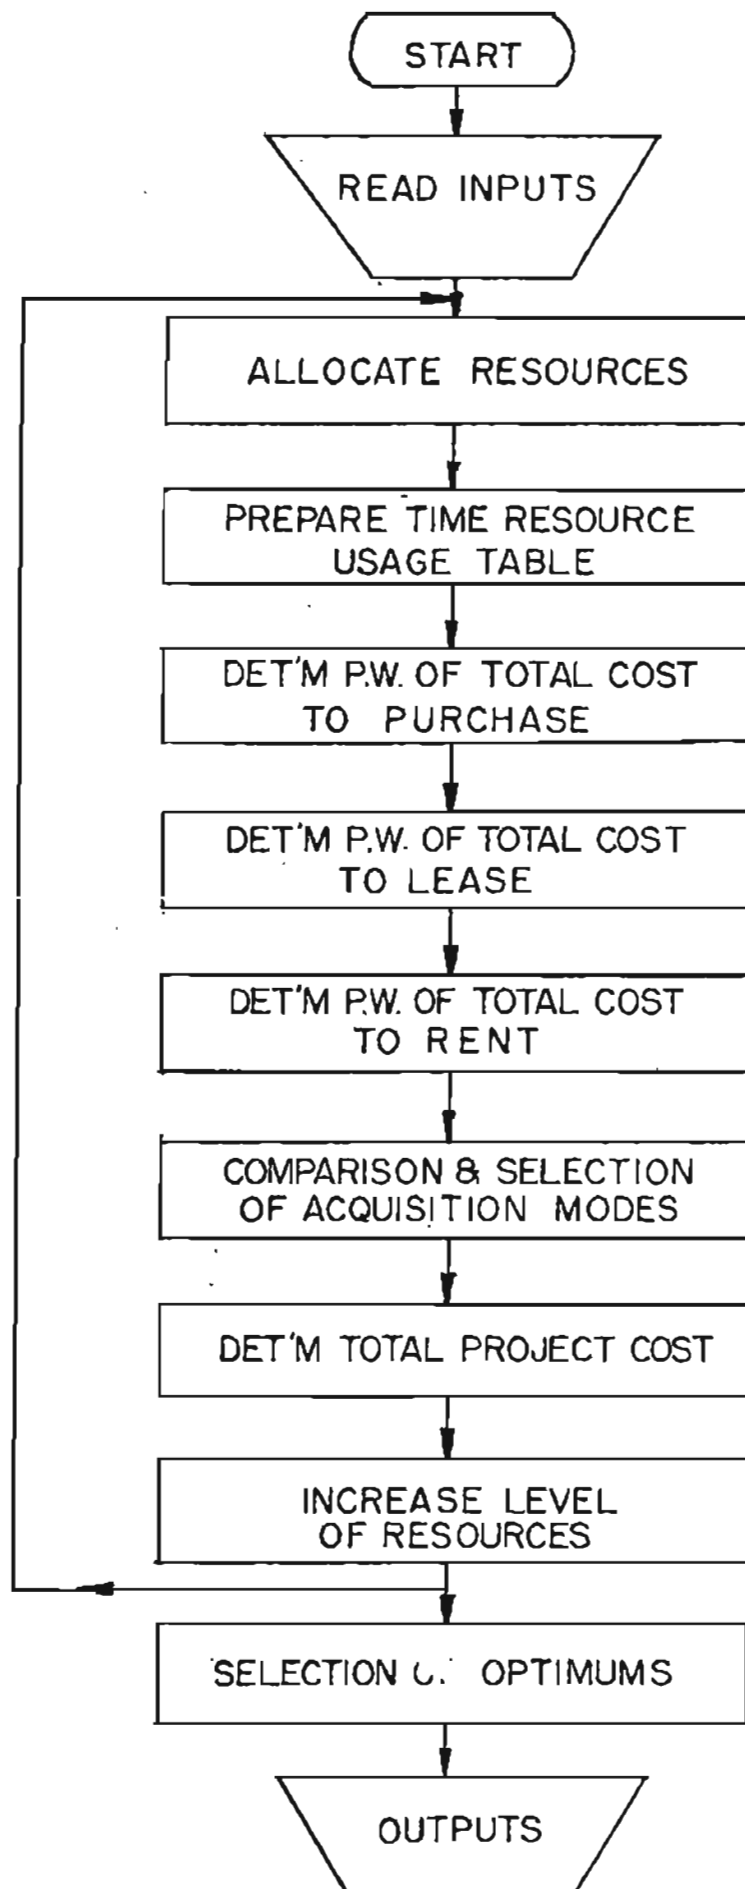 START
READ INPUTS
ALLOCATE RESOURCES
PREPARE TIME RESOURCE
USAGE TABLE
DET'M P.W. OF TOTAL COST
TO PURCHASE
DET'M P.W. OF TOTAL COST
TO LEASE
DET'M P.W. OF TOTAL COST
TO RENT
COMPARISON & SELECTION
OF ACQUISITION MODES
DET'M TOTAL PROJECT COST
INCREASE LEVEL
OF RESOURCES
SELECTION OPTIMUMS
OUTPUTS